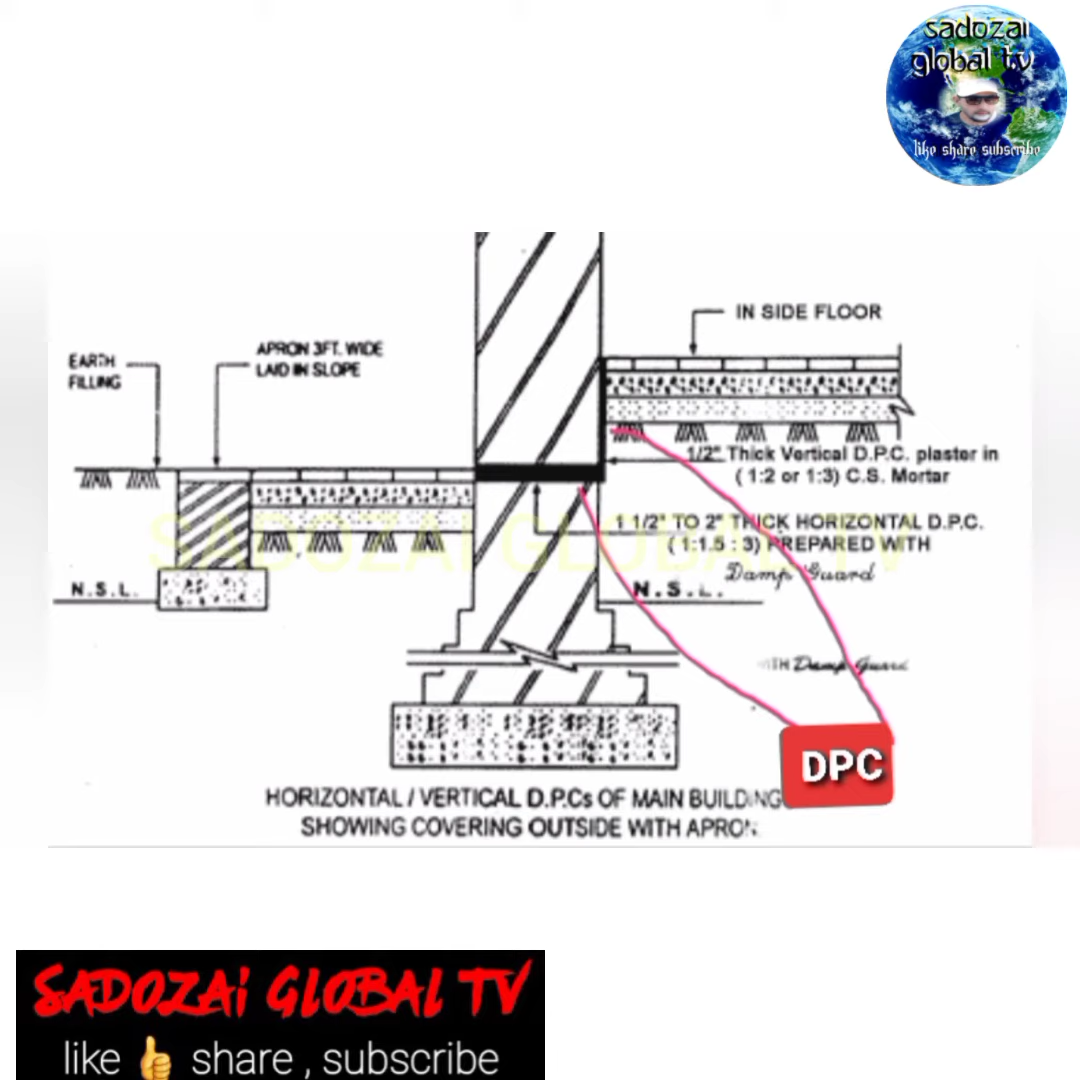 sadozai
global t.v
like share subscribe
IN SIDE FLOOR
EARTH
FILLING
APRON 3FT. WIDE
LAID IN SLOPE
1/2" Thick Vertical D.P.C. plaster in
( 1:2 or 1:3) C.S. Mortar
1 1/2" TO 2" THICK HORIZONTAL D.P.C.
( 1:1.5 : 3) PREPARED WITH
Damp Guard
SADOZAI GLOBAL TV
N.S.L.
N.S.L.
WITH Damp Guard
DPC
HORIZONTAL / VERTICAL D.P.Cs OF MAIN BUILDING
SHOWING COVERING OUTSIDE WITH APRON.
SADOZAi GLOBAL TV
like 👍 share , subscribe